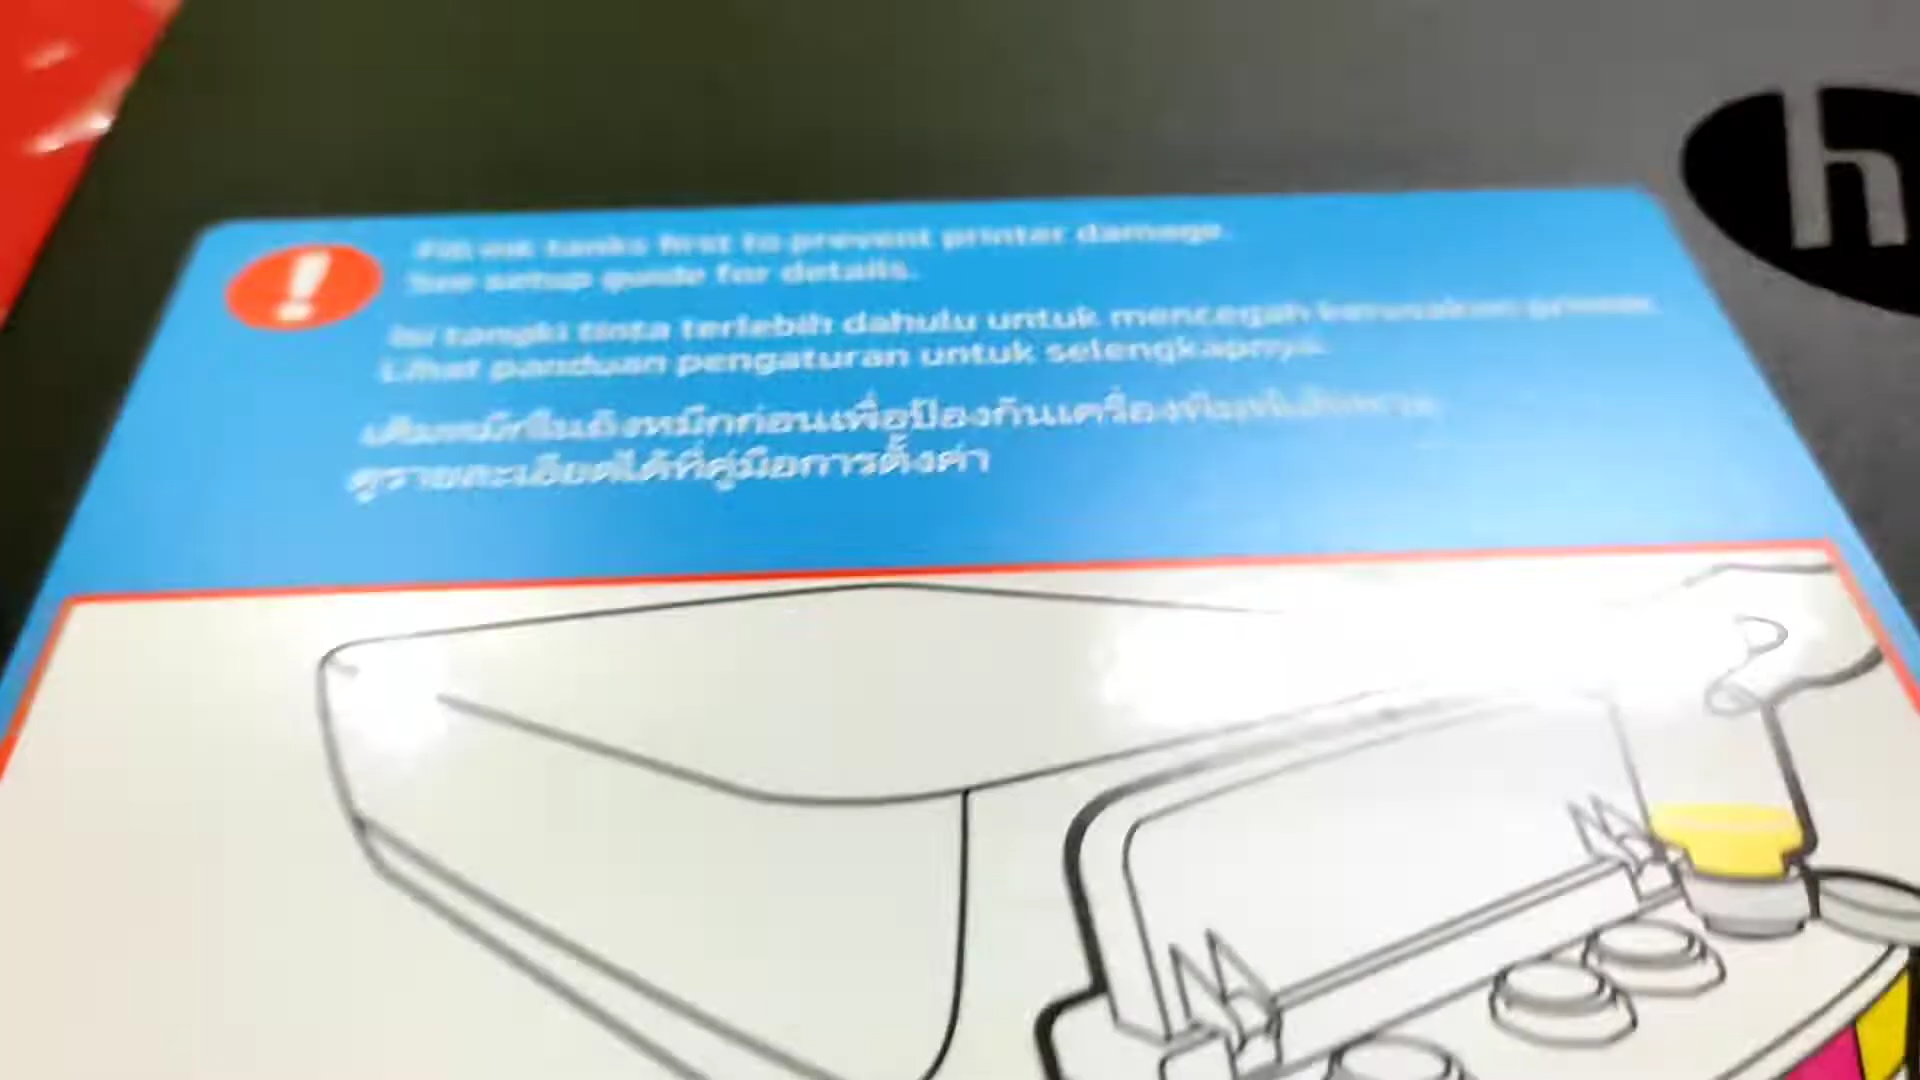 Fill ink tanks first to prevent printer damage.
See setup guide for details.
Isi tangki tinta terlebih dahulu untuk mencegah kerusakan printer.
Lihat panduan pengaturan untuk selengkapnya.
เติมหมึกในถังหมึกก่อนเพื่อป้องกันเครื่องพิมพ์เสียหาย
ดูรายละเอียดได้ที่คู่มือการตั้งค่า
h